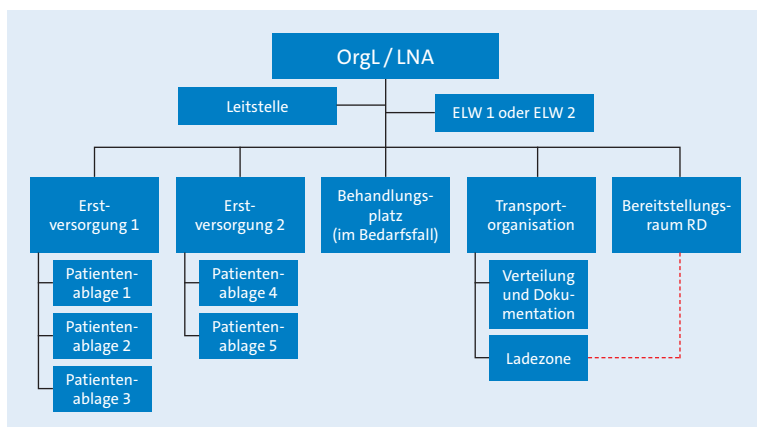 OrgL / LNA
Leitstelle
ELW 1 oder ELW 2
Erst-
versorgung 1
Erst-
versorgung 2
Behandlungs-
platz
(im Bedarfsfall)
Transport-
organisation
Bereitstellungs-
raum RD
Patienten-
ablage 1
Patienten-
ablage 2
Patienten-
ablage 3
Patienten-
ablage 4
Patienten-
ablage 5
Verteilung
und Doku-
mentation
Ladezone